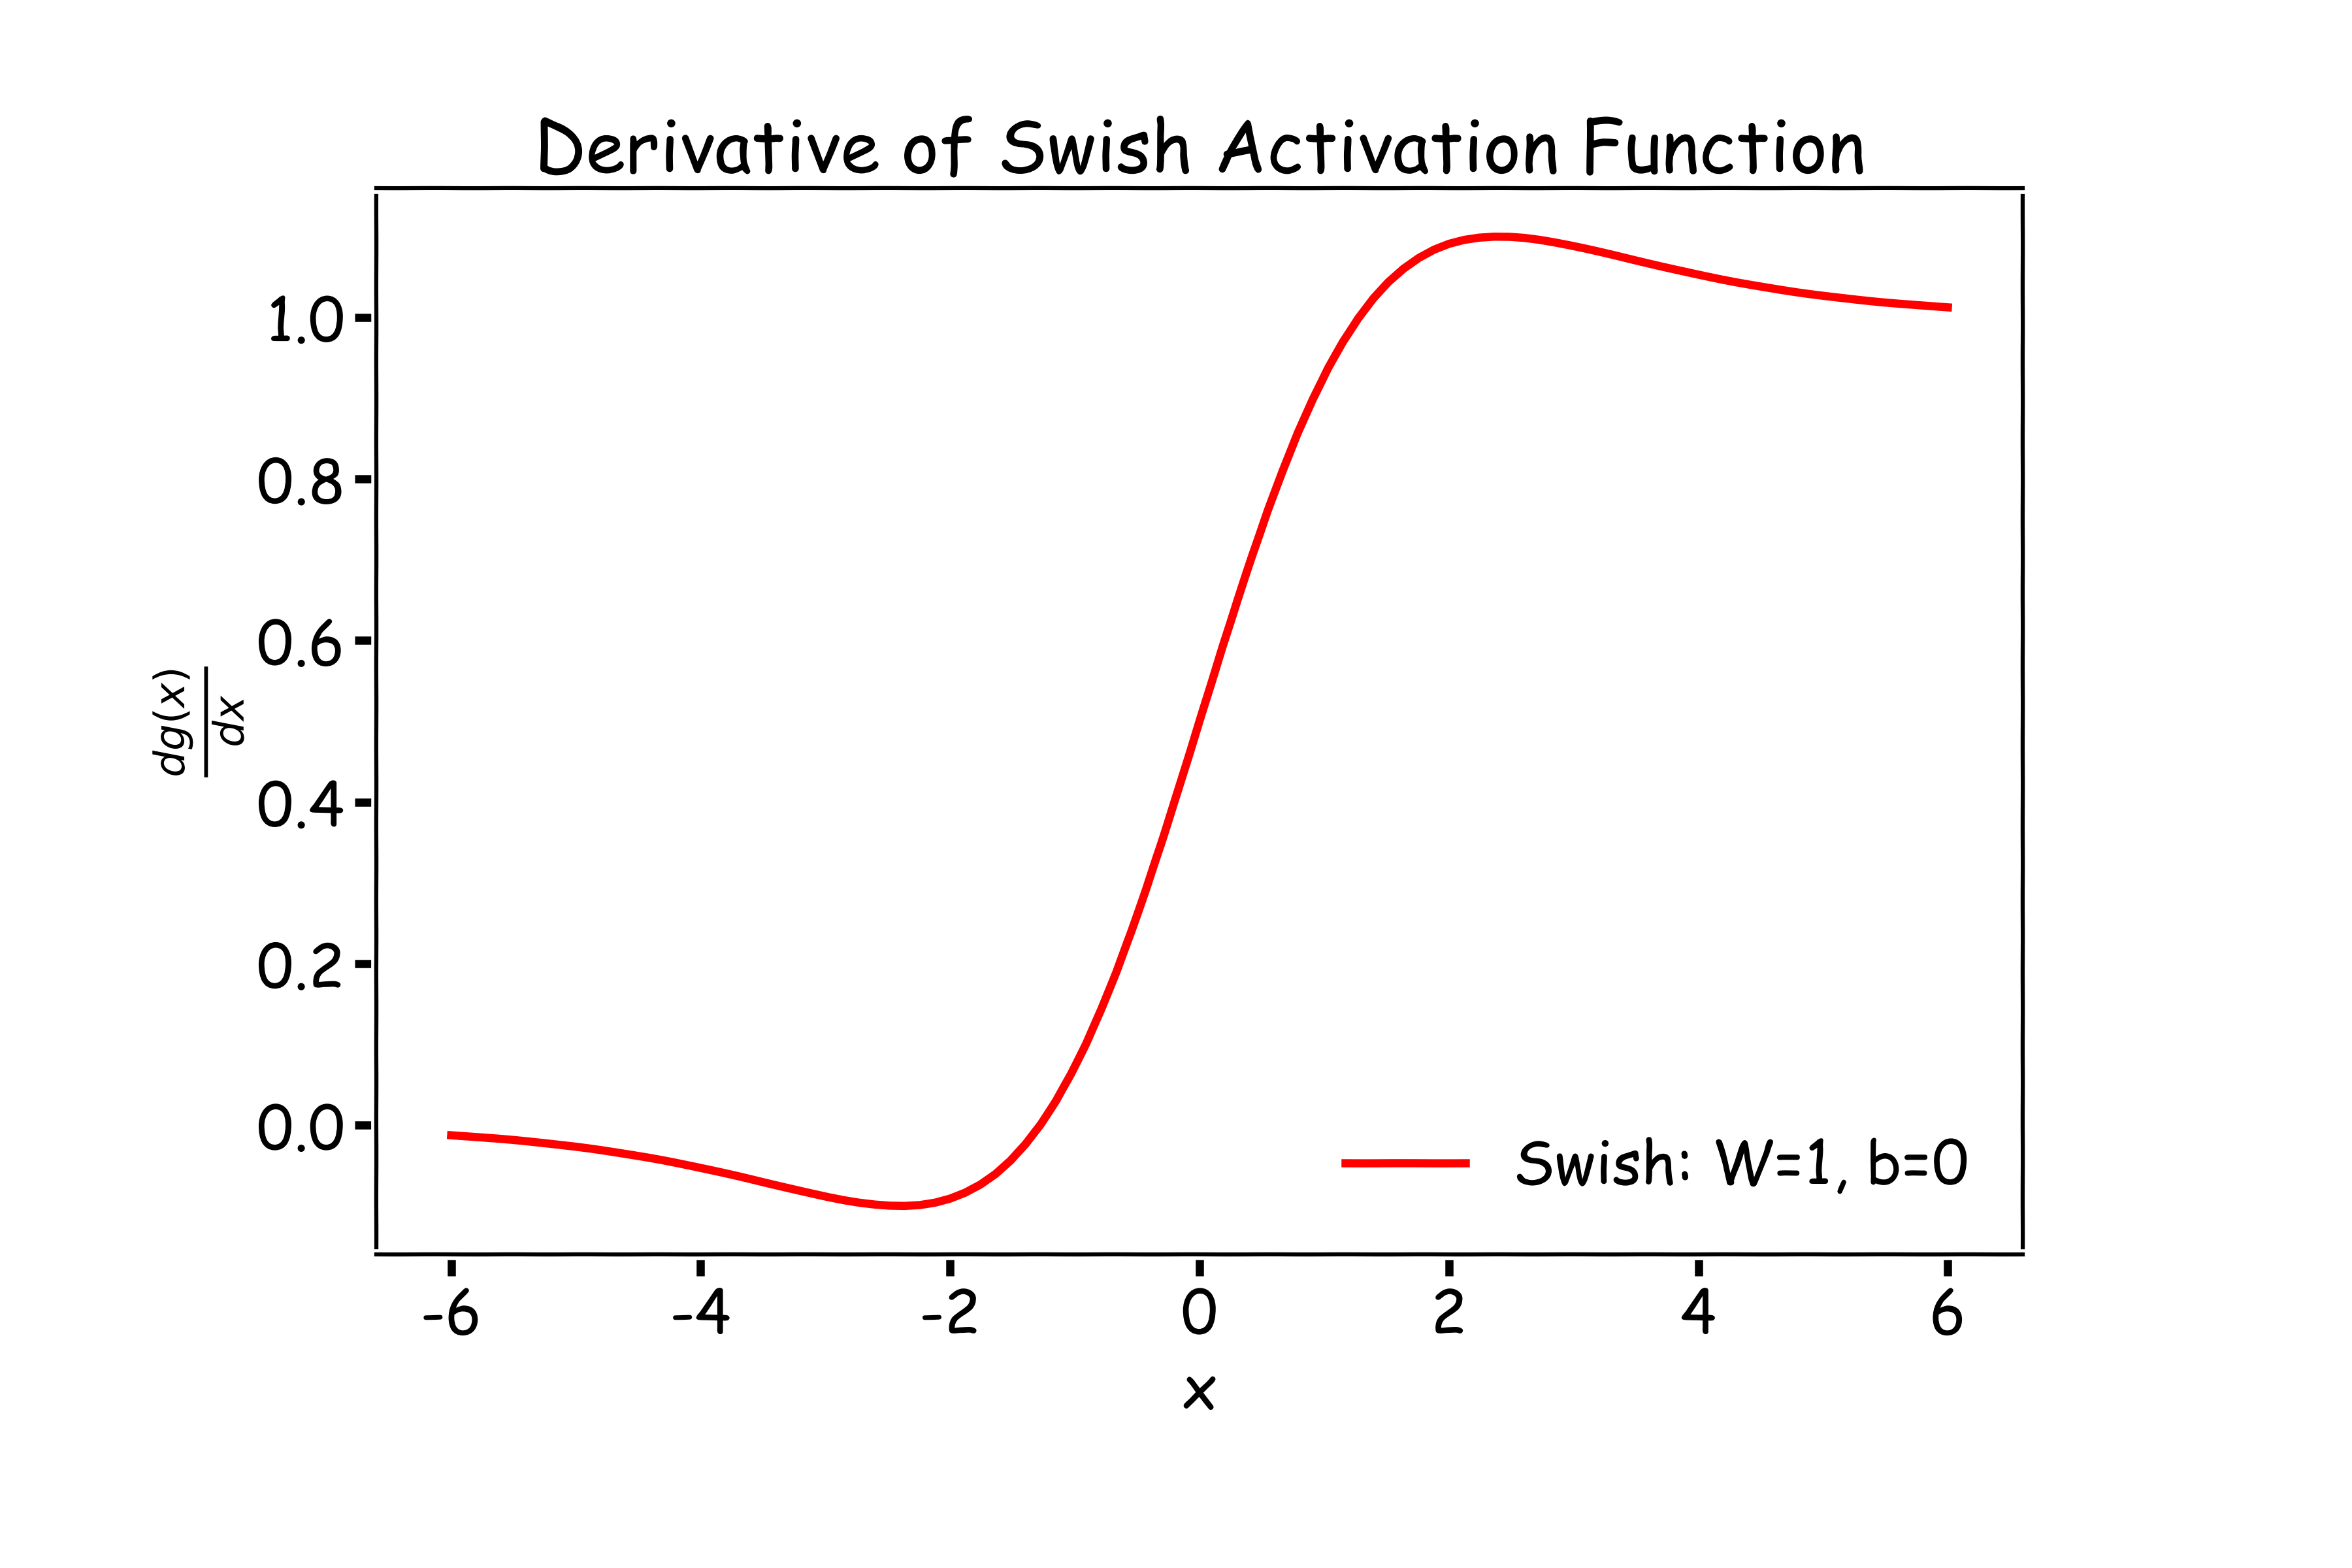 Derivative of Swish Activation Function
dg(x)
dx
1.0
0.8
0.6
0.4
0.2
0.0
Swish: W=1, b=0
-6 -4 -2 0 2 4 6
x